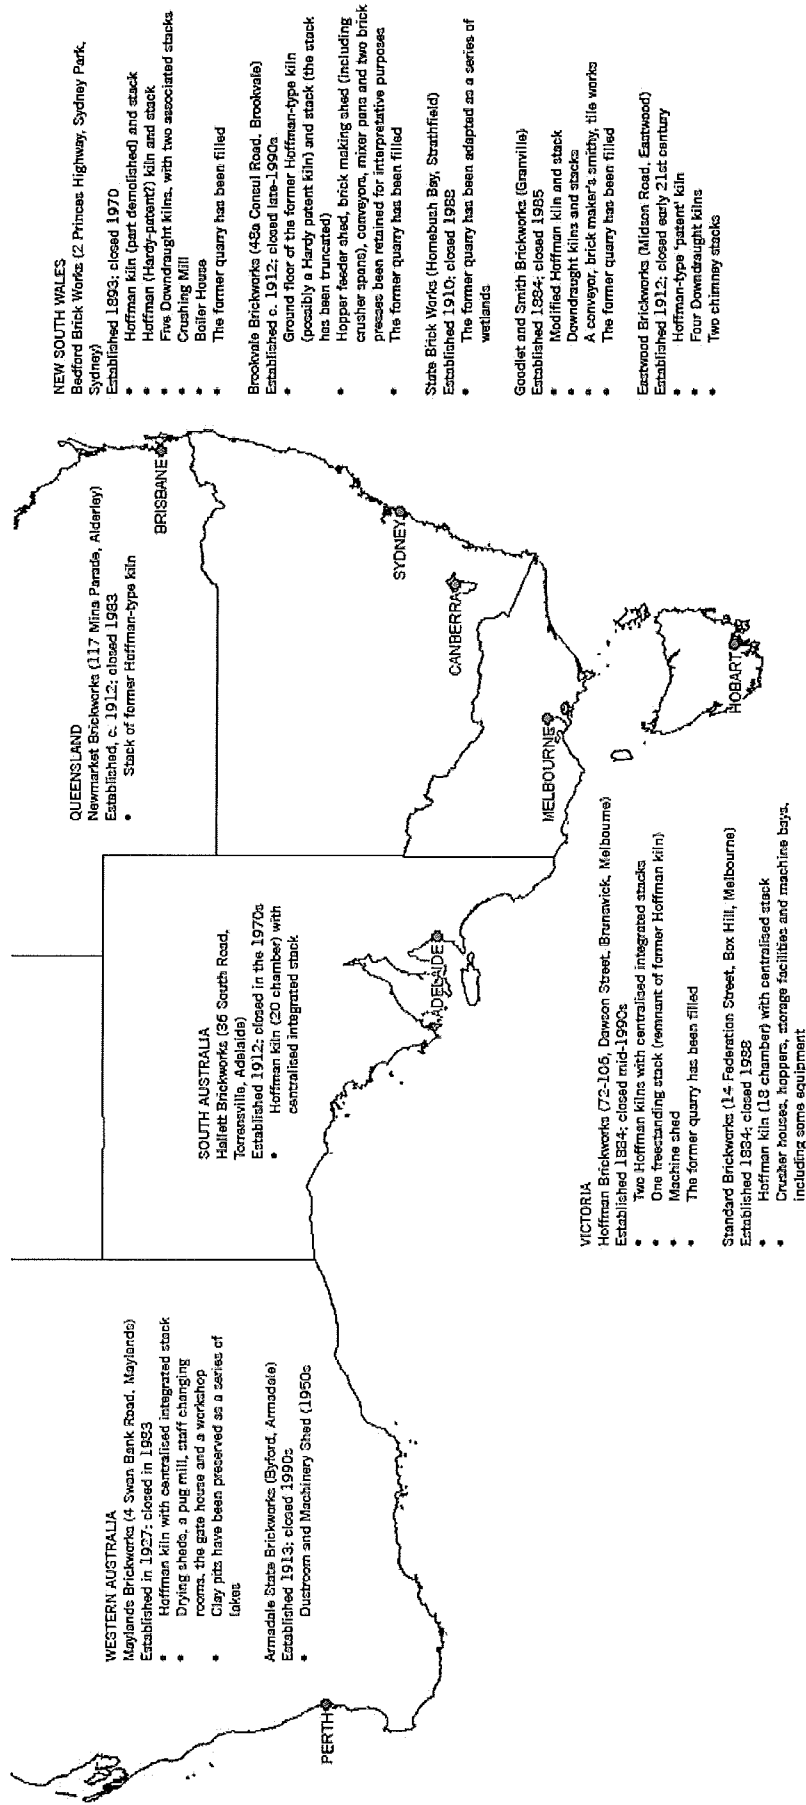 WESTERN AUSTRALIA
Maylands Brickworks (4 Swan Bank Road, Maylands)
Established in 1927; closed in 1983
• Hoffman kiln with centralised integrated stack
• Drying sheds, a pug mill, staff changing
rooms, the gate house and a workshop
• Clay pits have been preserved as a series of
lakes
Armadale State Brickworks (Byford, Armadale)
Established 1913; closed 1990s
• Dustroom and Machinery Shed (1950s
PERTH
SOUTH AUSTRALIA
Hallett Brickworks (36 South Road,
Torrensville, Adelaide)
Established 1912; closed in the 1970s
• Hoffman kiln (20 chamber) with
centralised integrated stack
ADELAIDE
VICTORIA
Hoffman Brickworks (72-106, Dawson Street, Brunswick, Melbourne)
Established 1884; closed mid-1990s
• Two Hoffman kilns with centralised integrated stacks
• One freestanding stack (remnant of former Hoffman kiln)
• Machine shed
• The former quarry has been filled
Standard Brickworks (14 Federation Street, Box Hill, Melbourne)
Established 1884; closed 1988
• Hoffman kiln (18 chamber) with centralised stack
• Crusher houses, hoppers, storage facilities and machine bays,
including some equipment
QUEENSLAND
Newmarket Brickworks (117 Mina Parade, Alderley)
Established, c. 1912; closed 1983
• Stack of former Hoffman-type kiln
BRISBANE
SYDNEY
CANBERRA
MELBOURNE
HOBART
NEW SOUTH WALES
Bedford Brick Works (2 Princes Highway, Sydney Park,
Sydney)
Established 1893; closed 1970
• Hoffman kiln (part demolished) and stack
• Hoffman (Hardy-patent?) kiln and stack
• Five Downdraught kilns, with two associated stacks
• Crushing Mill
• Boiler House
• The former quarry has been filled
Brookvale Brickworks (48a Consul Road, Brookvale)
Established c. 1912; closed late-1990s
• Ground floor of the former Hoffman-type kiln
(possibly a Hardy patent kiln) and stack (the stack
has been truncated)
• Hopper feeder shed, brick making shed (including
crusher spans), conveyors, mixer pans and two brick
presses been retained for interpretative purposes
• The former quarry has been filled
State Brick Works (Homebush Bay, Strathfield)
Established 1910; closed 1988
• The former quarry has been adapted as a series of
wetlands
Goodlet and Smith Brickworks (Granville)
Established 1884; closed 1985
• Modified Hoffman kiln and stack
• Downdraught kilns and stacks
• A conveyor, brick maker's smithy, tile works
• The former quarry has been filled
Eastwood Brickworks (Midson Road, Eastwood)
Established 1912; closed early 21st century
• Hoffman-type 'patent' kiln
• Four Downdraught kilns
• Two chimney stacks